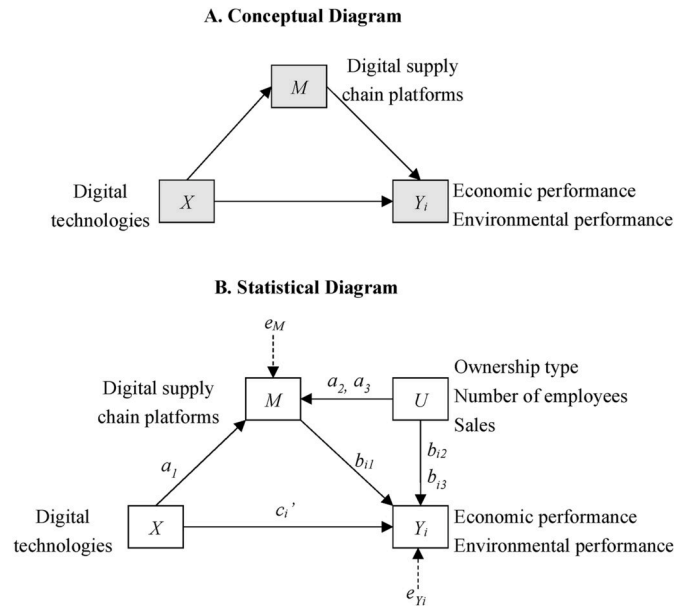 A. Conceptual Diagram
Digital supply
chain platforms
M
Digital
technologies
X
Yi
Economic performance
Environmental performance
B. Statistical Diagram
eM
Digital supply
chain platforms
M
a2, a3
U
Ownership type
Number of employees
Sales
a1
bi1
bi2
bi3
Digital
technologies
X
ci’
Yi
Economic performance
Environmental performance
eYi